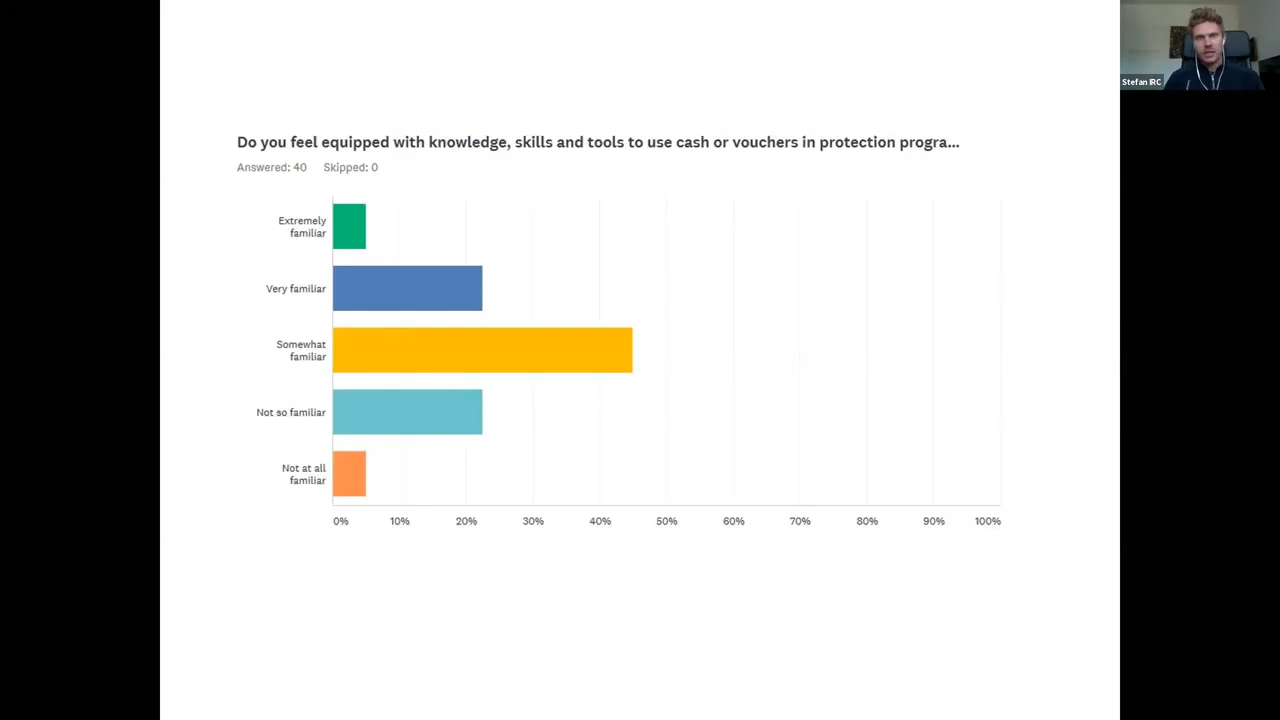 Stefan IRC
Do you feel equipped with knowledge, skills and tools to use cash or vouchers in protection progra...
Answered: 40 Skipped: 0
Extremely
familiar
Very familiar
Somewhat
familiar
Not so familiar
Not at all
familiar
0% 10% 20% 30% 40% 50% 60% 70% 80% 90% 100%